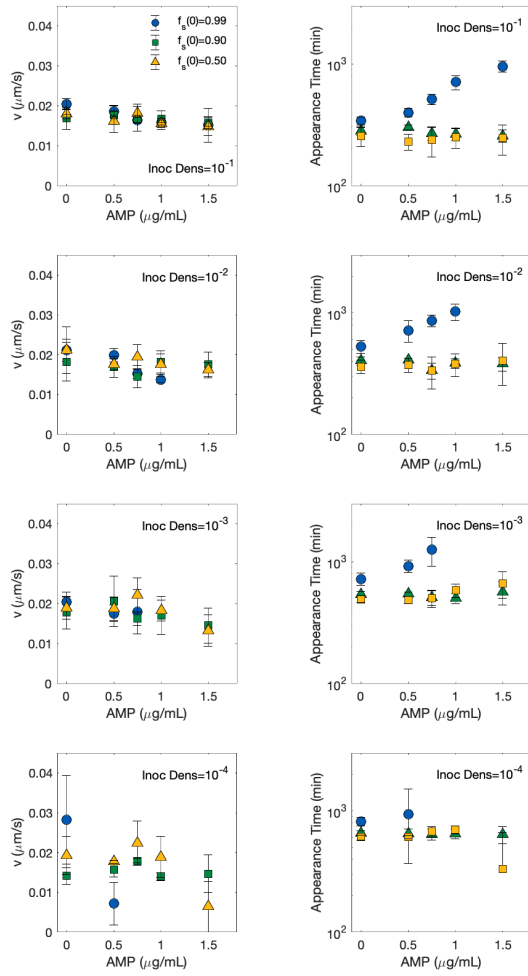 0.04
0.03
0.02
0.01
0
v (μm/s)
f_s(0)=0.99
f_s(0)=0.90
f_s(0)=0.50
Inoc Dens=10^-1
0 0.5 1 1.5
AMP (μg/mL)
10^3
10^2
Appearance Time (min)
Inoc Dens=10^-1
0 0.5 1 1.5
AMP (μg/mL)
0.04
0.03
0.02
0.01
0
v (μm/s)
Inoc Dens=10^-2
0 0.5 1 1.5
AMP (μg/mL)
10^3
10^2
Appearance Time (min)
Inoc Dens=10^-2
0 0.5 1 1.5
AMP (μg/mL)
0.04
0.03
0.02
0.01
0
v (μm/s)
Inoc Dens=10^-3
0 0.5 1 1.5
AMP (μg/mL)
10^3
10^2
Appearance Time (min)
Inoc Dens=10^-3
0 0.5 1 1.5
AMP (μg/mL)
0.04
0.03
0.02
0.01
0
v (μm/s)
Inoc Dens=10^-4
0 0.5 1 1.5
AMP (μg/mL)
10^3
10^2
Appearance Time (min)
Inoc Dens=10^-4
0 0.5 1 1.5
AMP (μg/mL)